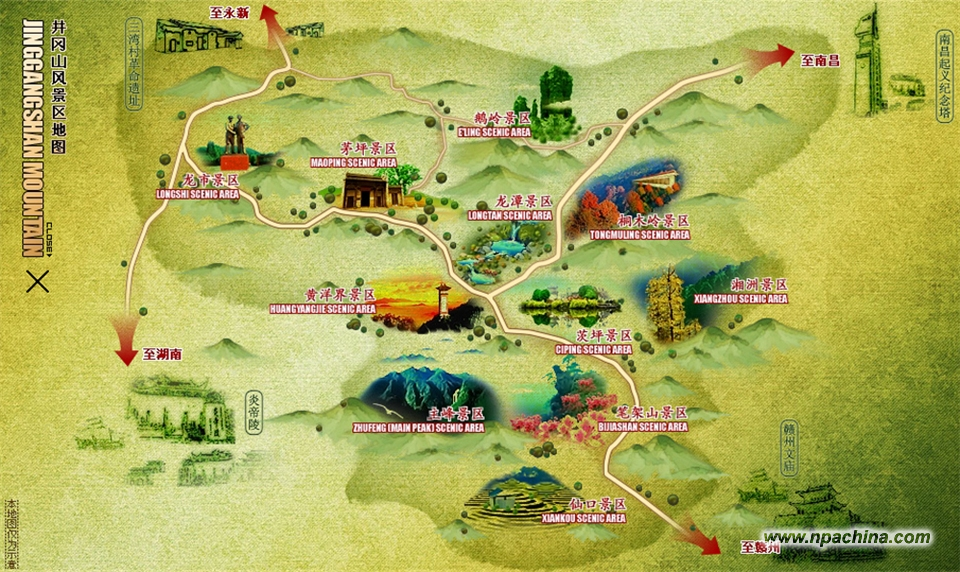 井冈山风景区地图
JINGGANGSHAN MOUNTAIN
CLOSE
至永新
三湾村革命遗址
至南昌
南昌起义纪念塔
鹅岭景区
E'LING SCENIC AREA
茅坪景区
MAOPING SCENIC AREA
龙市景区
LONGSHI SCENIC AREA
龙潭景区
LONGTAN SCENIC AREA
桐木岭景区
TONGMULING SCENIC AREA
黄洋界景区
HUANGYANGJIE SCENIC AREA
湘洲景区
XIANGZHOU SCENIC AREA
茨坪景区
CIPING SCENIC AREA
至湖南
炎帝陵
主峰景区
ZHUFENG (MAIN PEAK) SCENIC AREA
笔架山景区
BIJIASHAN SCENIC AREA
赣州文庙
仙口景区
XIANKOU SCENIC AREA
至赣州
www.npachina.com
本地图仅为示意